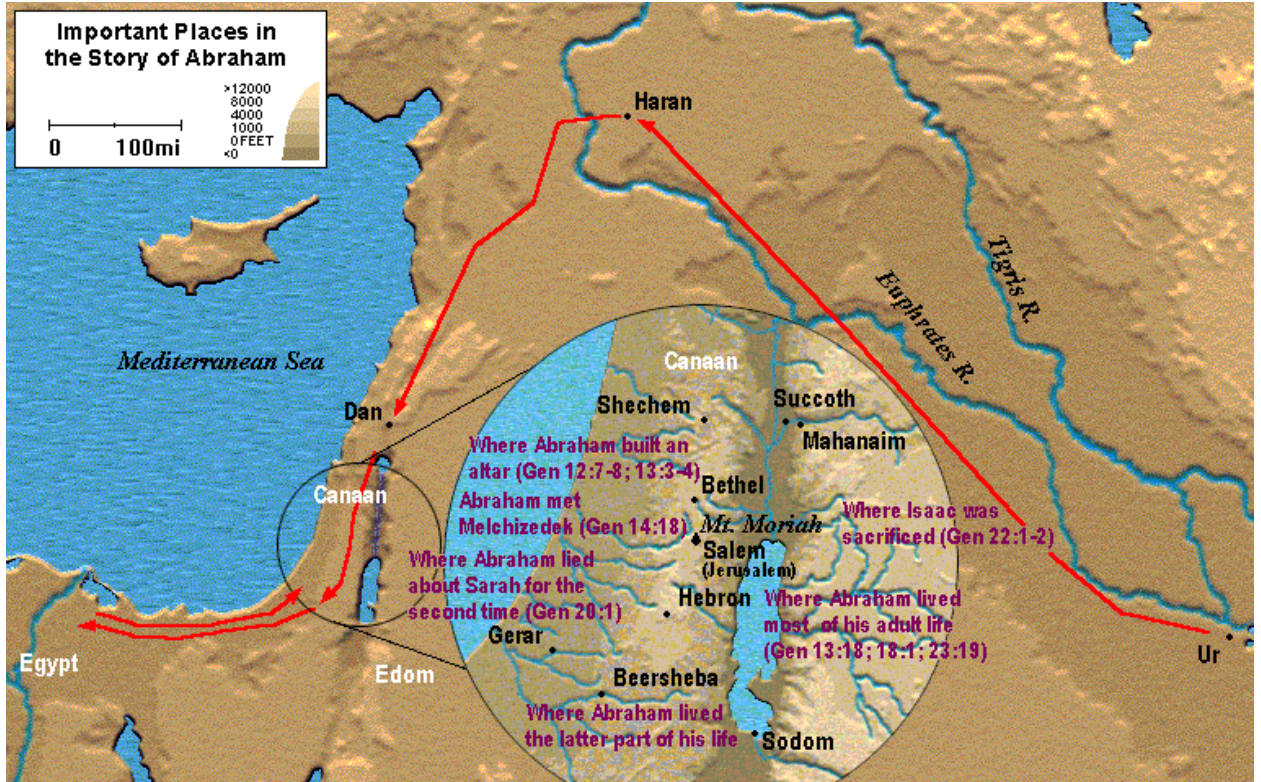 Important Places in
the Story of Abraham
>12000
8000
4000
1000
0FEET
<0
0 100mi
Haran
Tigris R.
Euphrates R.
Mediterranean Sea
Dan
Canaan
Egypt
Edom
Ur
Canaan
Shechem
Succoth
Mahanaim
Where Abraham built an
altar (Gen 12:7-8; 13:3-4)
Bethel
Abraham met
Melchizedek (Gen 14:18)
Mt. Moriah
Where Isaac was
sacrificed (Gen 22:1-2)
Salem
(Jerusalem)
Where Abraham lied
about Sarah for the
second time (Gen 20:1)
Hebron
Where Abraham lived
most of his adult life
(Gen 13:18; 18:1; 23:19)
Gerar
Beersheba
Where Abraham lived
the latter part of his life
Sodom